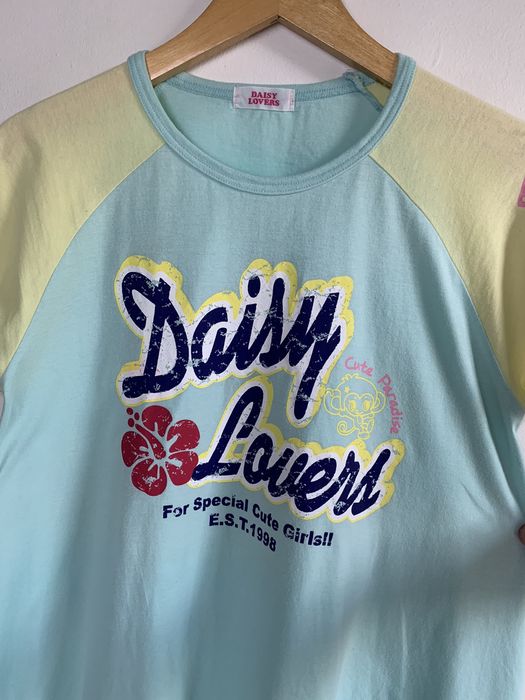 DAISY
LOVERS
Daisy
Cute Paradise
Lovers
For Special Cute Girls!!
E.S.T.1998